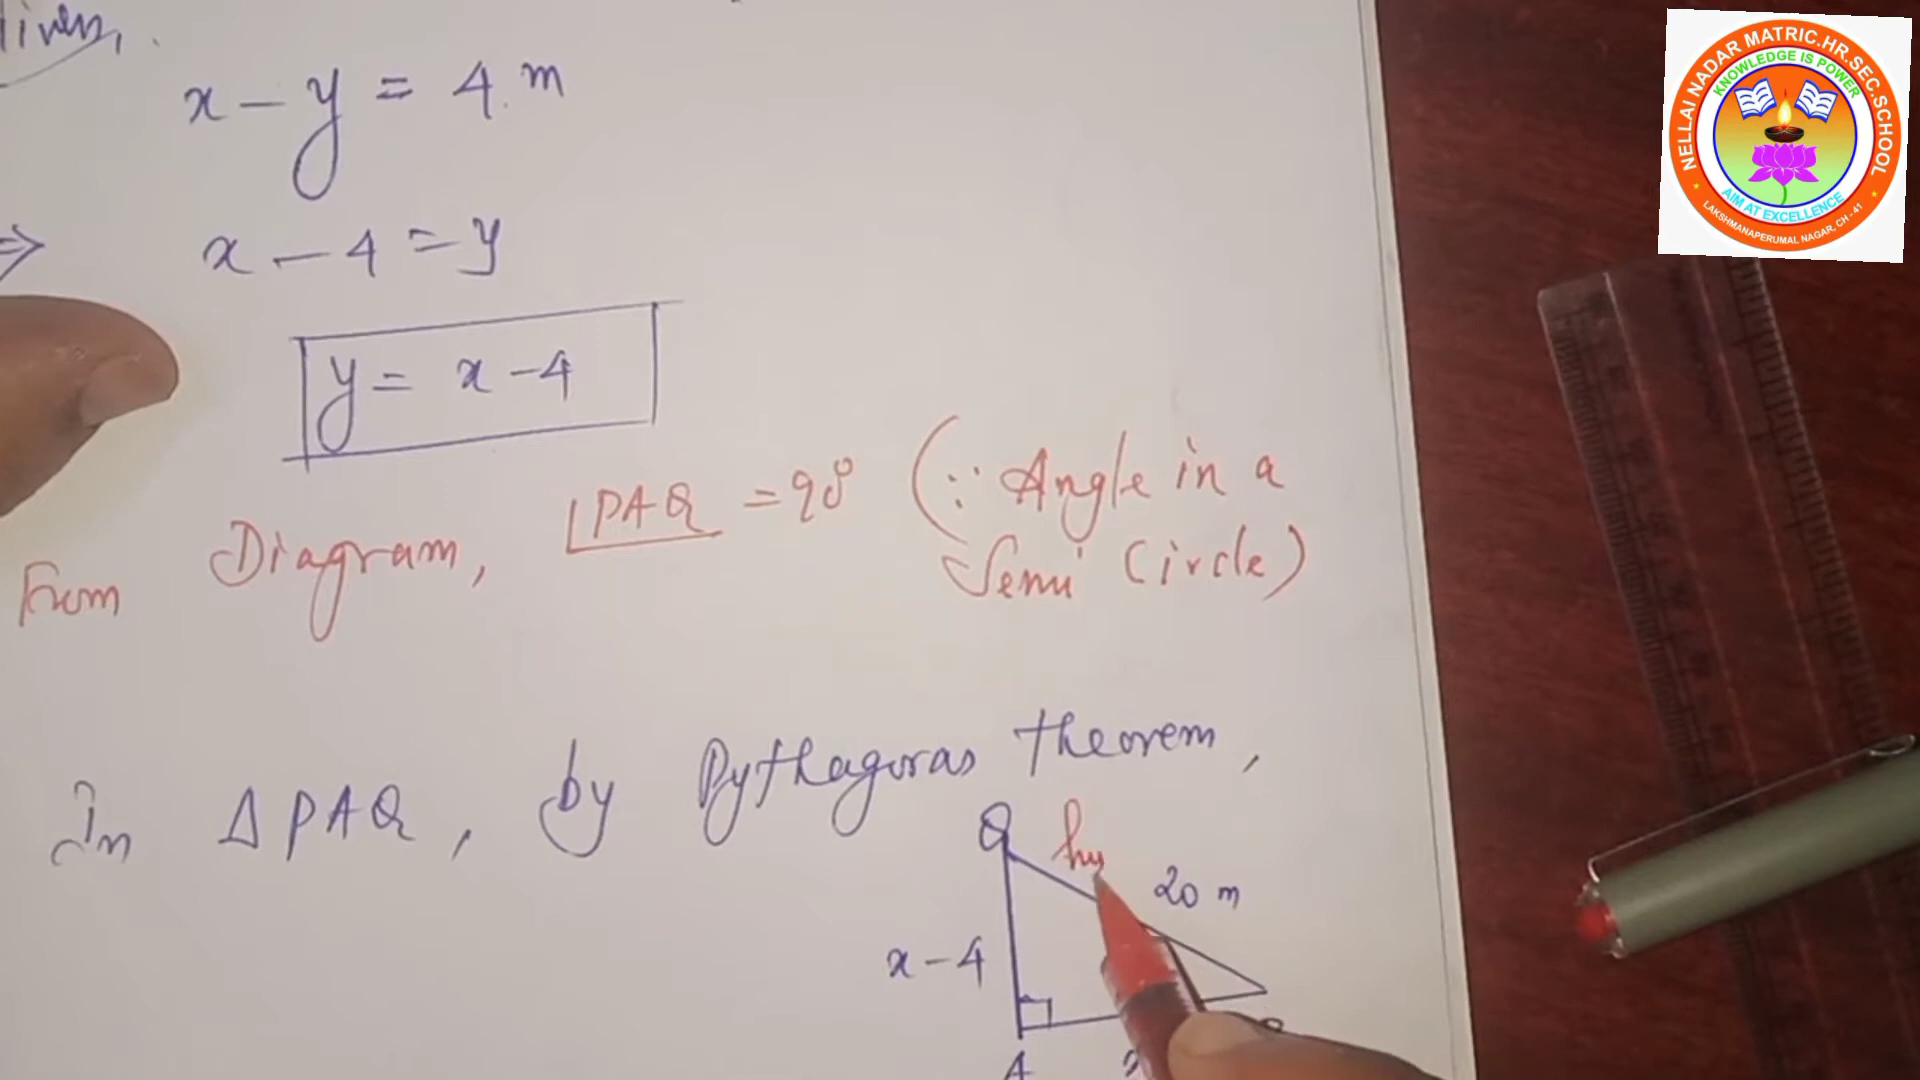 x - y = 4 m
⇒ x - 4 = y
y = x - 4
From Diagram, ∠PAQ = 90° (∵ Angle in a
Semi Circle)
In Δ PAQ, by Pythagoras theorem,
Q hy
20 m
x - 4
A
NELLAI NADAR MATRIC.HR.SEC.SCHOOL
KNOWLEDGE IS POWER
AIM AT EXCELLENCE
LAKSHMANAPERUMAL NAGAR, CH - 41